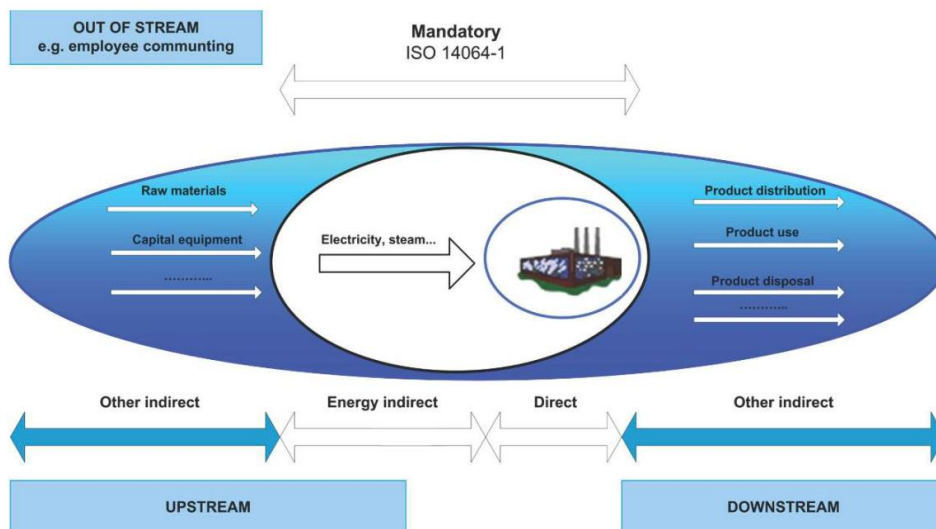 OUT OF STREAM
e.g. employee communting
Mandatory
ISO 14064-1
Raw materials
Capital equipment
............
Electricity, steam...
Product distribution
Product use
Product disposal
............
Other indirect
Energy indirect
Direct
Other indirect
UPSTREAM
DOWNSTREAM